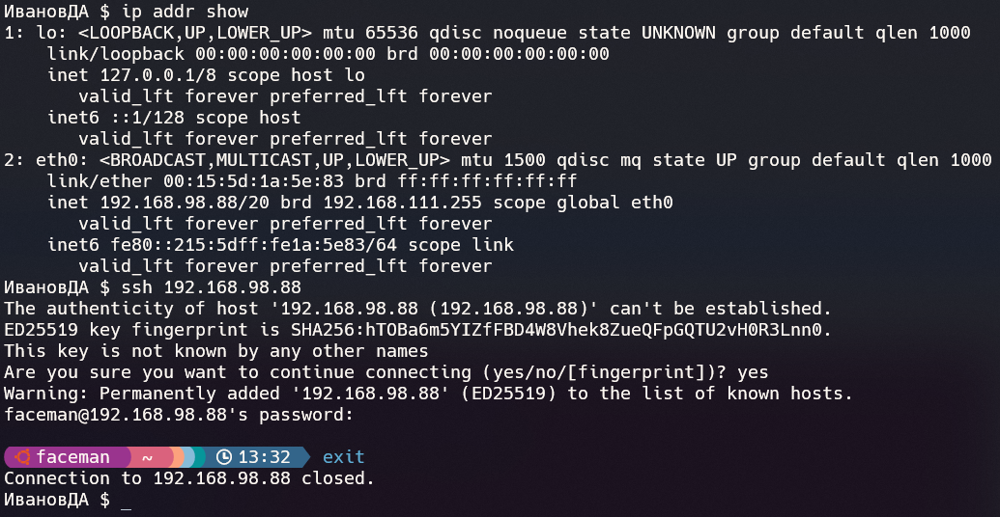 ИвановДА $ ip addr show
1: lo: <LOOPBACK,UP,LOWER_UP> mtu 65536 qdisc noqueue state UNKNOWN group default qlen 1000
    link/loopback 00:00:00:00:00:00 brd 00:00:00:00:00:00
    inet 127.0.0.1/8 scope host lo
       valid_lft forever preferred_lft forever
    inet6 ::1/128 scope host
       valid_lft forever preferred_lft forever
2: eth0: <BROADCAST,MULTICAST,UP,LOWER_UP> mtu 1500 qdisc mq state UP group default qlen 1000
    link/ether 00:15:5d:1a:5e:83 brd ff:ff:ff:ff:ff:ff
    inet 192.168.98.88/20 brd 192.168.111.255 scope global eth0
       valid_lft forever preferred_lft forever
    inet6 fe80::215:5dff:fe1a:5e83/64 scope link
       valid_lft forever preferred_lft forever
ИвановДА $ ssh 192.168.98.88
The authenticity of host '192.168.98.88 (192.168.98.88)' can't be established.
ED25519 key fingerprint is SHA256:hTOBa6m5YIZfFBD4W8Vhek8ZueQFpGQTU2vH0R3Lnn0.
This key is not known by any other names
Are you sure you want to continue connecting (yes/no/[fingerprint])? yes
Warning: Permanently added '192.168.98.88' (ED25519) to the list of known hosts.
faceman@192.168.98.88's password:
faceman ~ 13:32 exit
Connection to 192.168.98.88 closed.
ИвановДА $ _